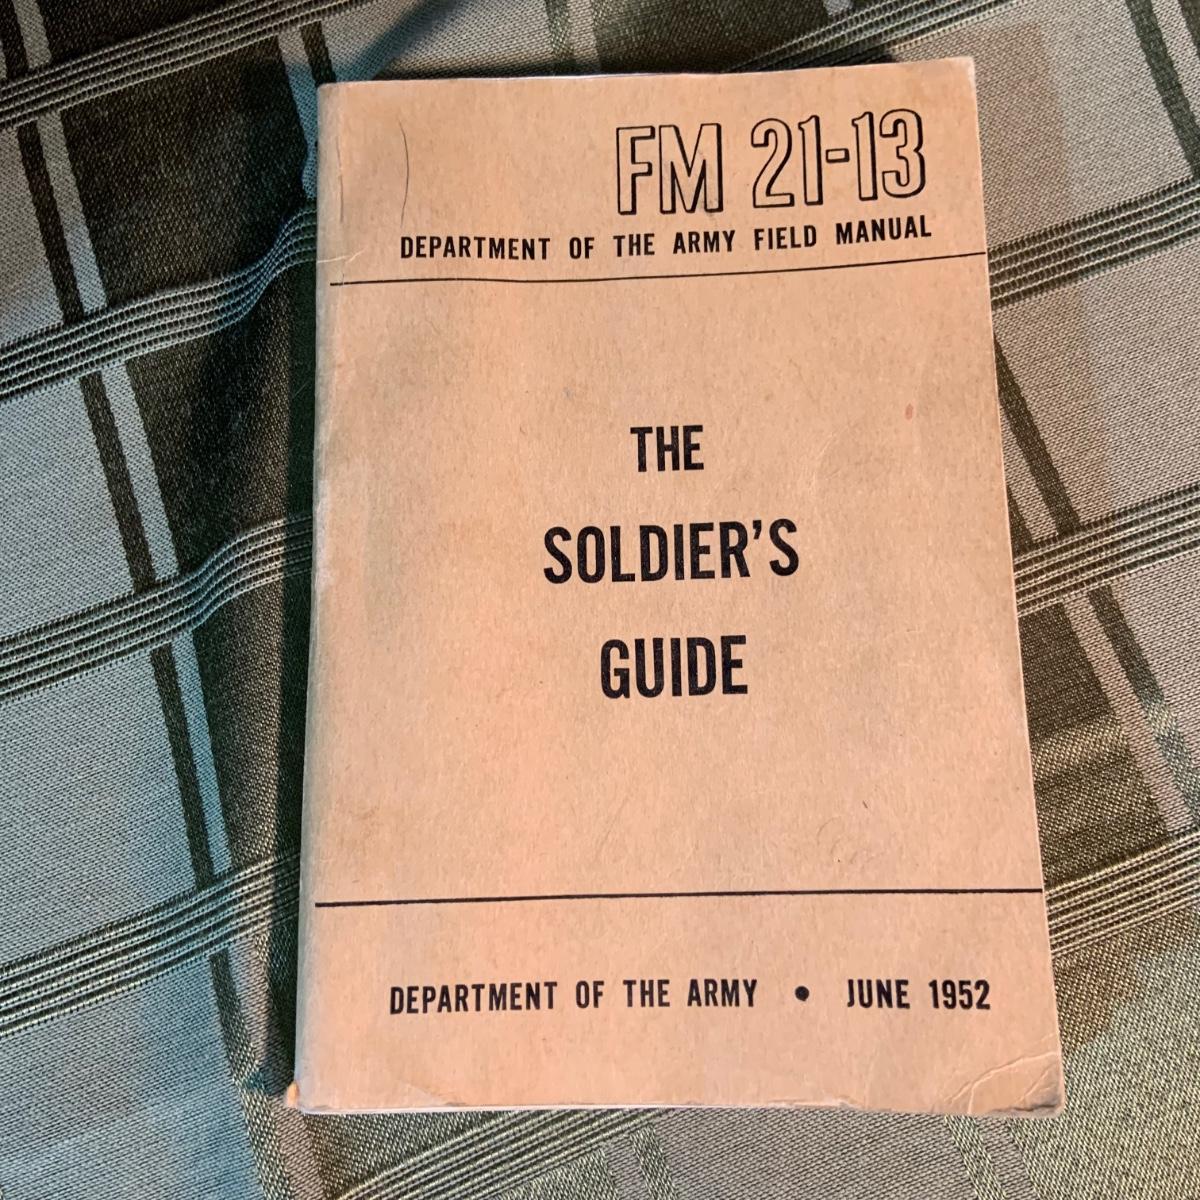 FM 21-13
DEPARTMENT OF THE ARMY FIELD MANUAL
THE
SOLDIER'S
GUIDE
DEPARTMENT OF THE ARMY • JUNE 1952